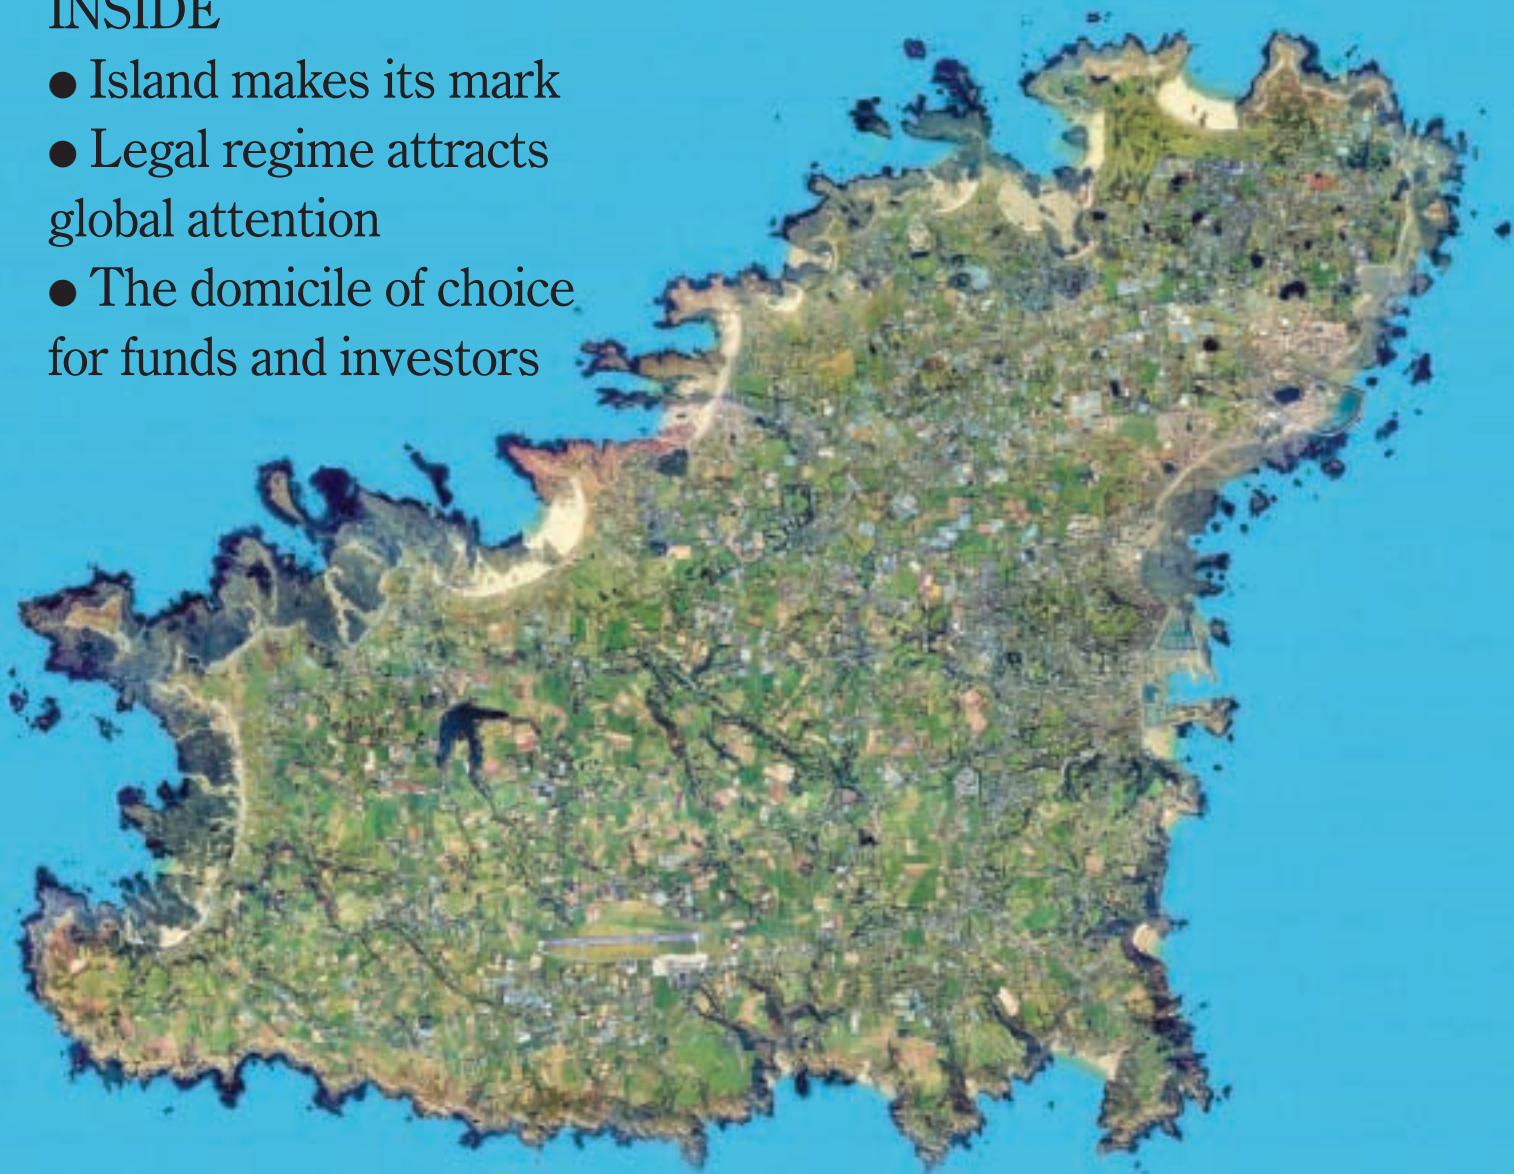 INSIDE
● Island makes its mark
● Legal regime attracts
global attention
● The domicile of choice
for funds and investors